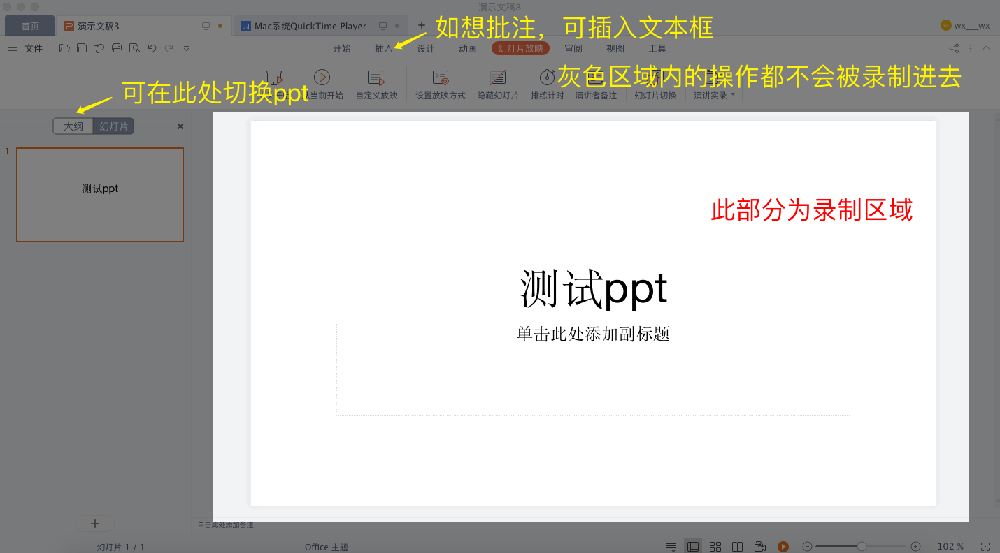 演示文稿3
首页
演示文稿3
Mac系统QuickTime Player
+
wx___wx
如想批注，可插入文本框
文件
开始
插入
设计
动画
幻灯片放映
审阅
视图
工具
灰色区域内的操作都不会被录制进去
可在此处切换ppt
当前开始
自定义放映
设置放映方式
隐藏幻灯片
排练计时
演讲者备注
幻灯片切换
演讲实录
大纲
幻灯片
×
1
测试ppt
此部分为录制区域
测试ppt
单击此处添加副标题
+
单击此处添加备注
幻灯片 1 / 1
Office 主题
102 %